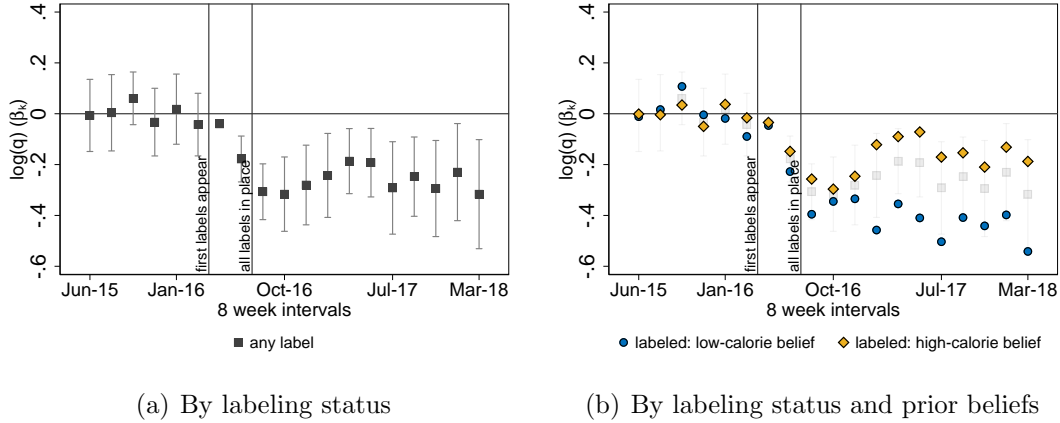 .4
.2
0
-.2
-.4
-.6
log(q) (βk)
first labels appear
all labels in place
Jun-15 Jan-16 Oct-16 Jul-17 Mar-18
8 week intervals
any label
(a) By labeling status
.4
.2
0
-.2
-.4
-.6
log(q) (βk)
first labels appear
all labels in place
Jun-15 Jan-16 Oct-16 Jul-17 Mar-18
8 week intervals
labeled: low-calorie belief labeled: high-calorie belief
(b) By labeling status and prior beliefs